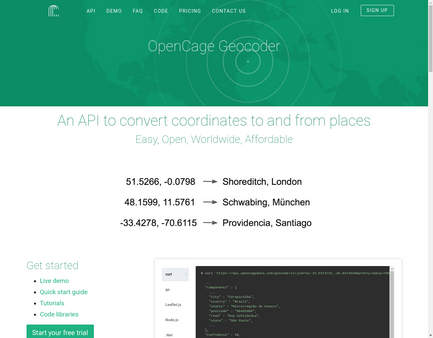 API DEMO FAQ CODE PRICING CONTACT US LOG IN SIGN UP
OpenCage Geocoder
An API to convert coordinates to and from places
Easy, Open, Worldwide, Affordable
51.5266, -0.0798 → Shoreditch, London
48.1599, 11.5761 → Schwabing, München
-33.4278, -70.6115 → Providencia, Santiago
Get started
Live demo
Quick start guide
Tutorials
Code libraries
Start your free trial
curl
Leaflet.js
Node.js